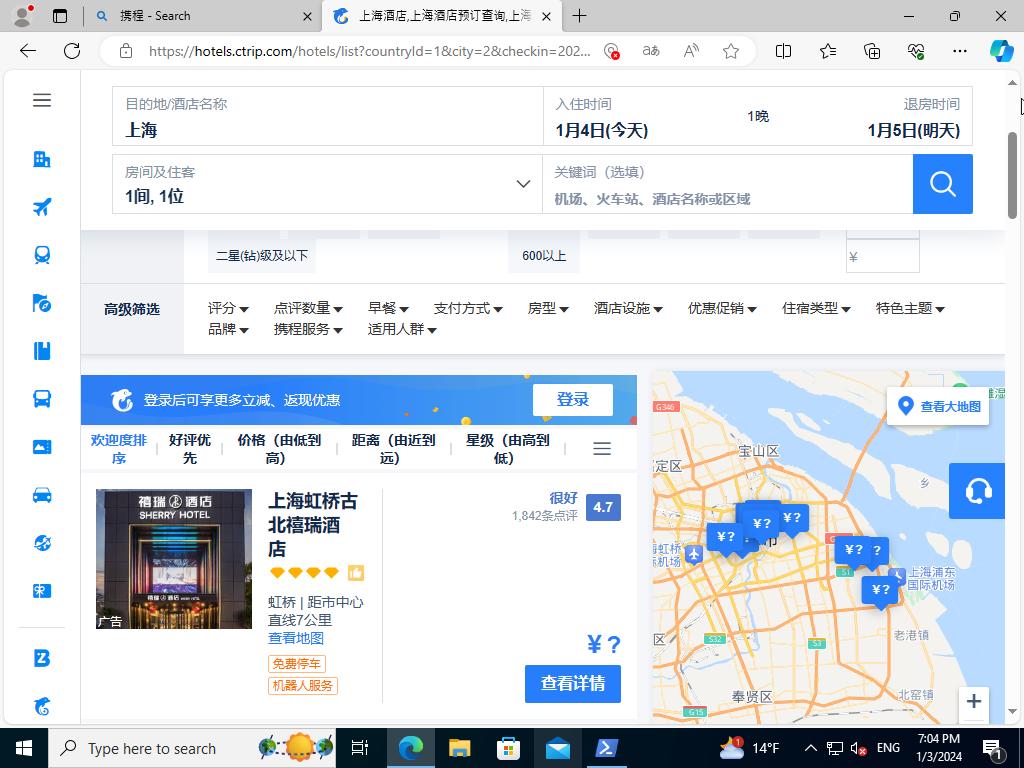 携程 - Search
上海酒店,上海酒店预订查询,上海
https://hotels.ctrip.com/hotels/list?countryId=1&city=2&checkin=202...
目的地/酒店名称
上海
入住时间
1月4日(今天)
1晚
退房时间
1月5日(明天)
房间及住客
1间, 1位
关键词（选填）
机场、火车站、酒店名称或区域
二星(钻)级及以下
600以上
¥
高级筛选
评分 点评数量 早餐 支付方式 房型 酒店设施 优惠促销 住宿类型 特色主题
品牌 携程服务 适用人群
登录后可享更多立减、返现优惠
登录
欢迎度排序
好评优先
价格（由低到高）
距离（由近到远）
星级（由高到低）
禧瑞 酒店
SHERRY HOTEL
广告
上海虹桥古
北禧瑞酒
店
虹桥 | 距市中心
直线7公里
查看地图
免费停车
机器人服务
很好
4.7
1,842条点评
¥ ?
查看详情
G346
查看大地图
宝山区
定区
乡
¥ ?
¥ ?
¥ ?
¥ ?
?
¥ ?
市
虹桥
机场
S1
上海浦东
国际机场
老港镇
区
S32
S3
奉贤区
北窑镇
G15
+
Type here to search
14°F
ENG
7:04 PM
1/3/2024
1